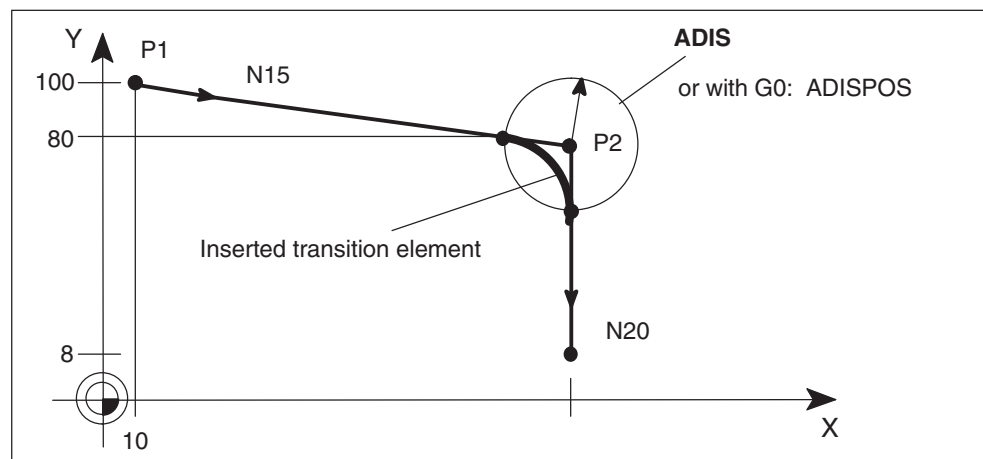 Y
P1
ADIS
N15
or with G0: ADISPOS
100
80
P2
Inserted transition element
N20
8
10
X